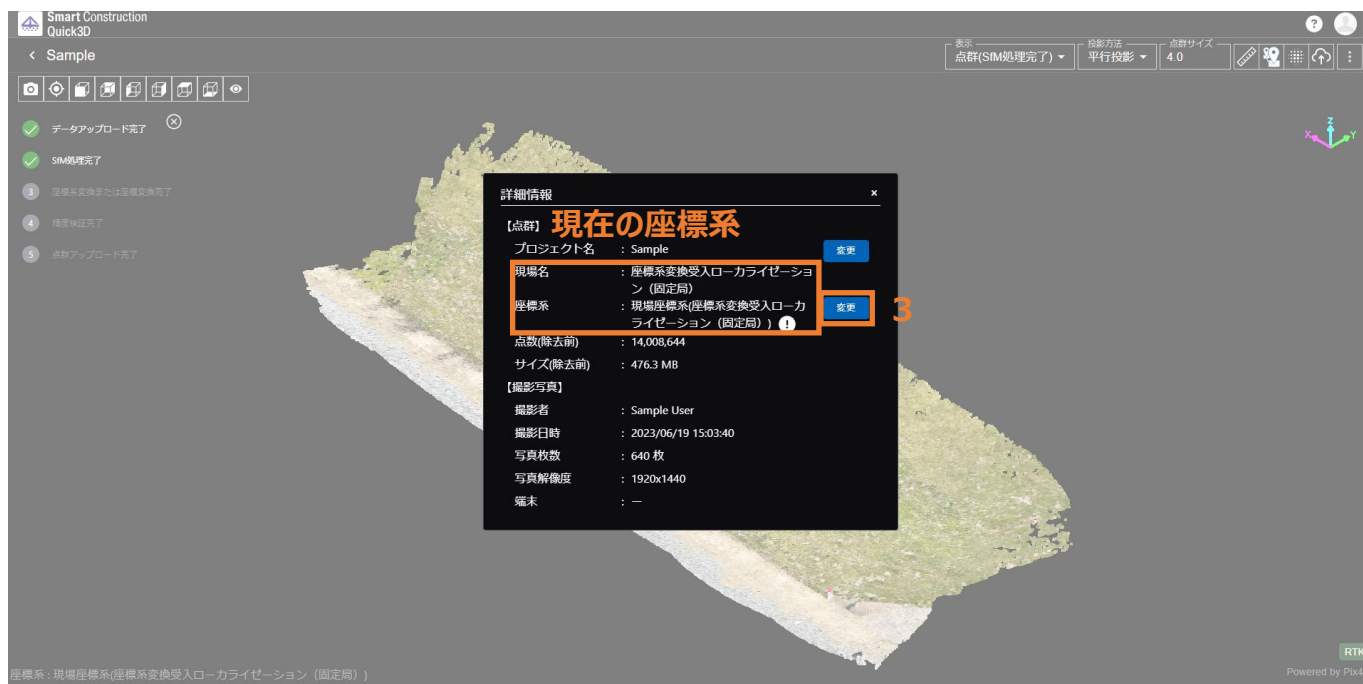 Smart Construction
Quick3D
?
< Sample
表示
点群(SfM処理完了)
投影方法
平行投影
点群サイズ
4.0
データアップロード完了
SfM処理完了
3 座標系変換または座標変換完了
4 精度検証完了
5 点群アップロード完了
Z
X
Y
詳細情報
×
【点群】 現在の座標系
プロジェクト名 : Sample 変更
現場名 : 座標系変換受入ローカライゼーショ
ン（固定局）
座標系 : 現場座標系(座標系変換受入ローカ 変更 3
ライゼーション（固定局）) !
点数(除去前) : 14,008,644
サイズ(除去前) : 476.3 MB
【撮影写真】
撮影者 : Sample User
撮影日時 : 2023/06/19 15:03:40
写真枚数 : 640 枚
写真解像度 : 1920x1440
端末 : ー
RTK
座標系 : 現場座標系(座標系変換受入ローカライゼーション（固定局）)
Powered by Pix4